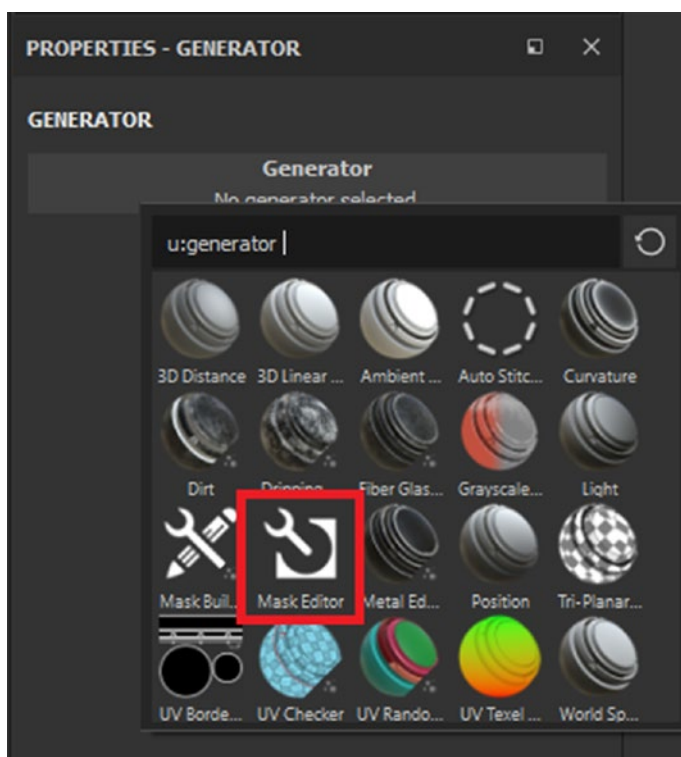 PROPERTIES - GENERATOR
GENERATOR
Generator
No generator selected
u:generator
3D Distance 3D Linear ... Ambient ... Auto Stitc... Curvature
Dirt Dripping Fiber Glas... Grayscale... Light
Mask Buil... Mask Editor Metal Ed... Position Tri-Planar...
UV Borde... UV Checker UV Rando... UV Texel ... World Sp...